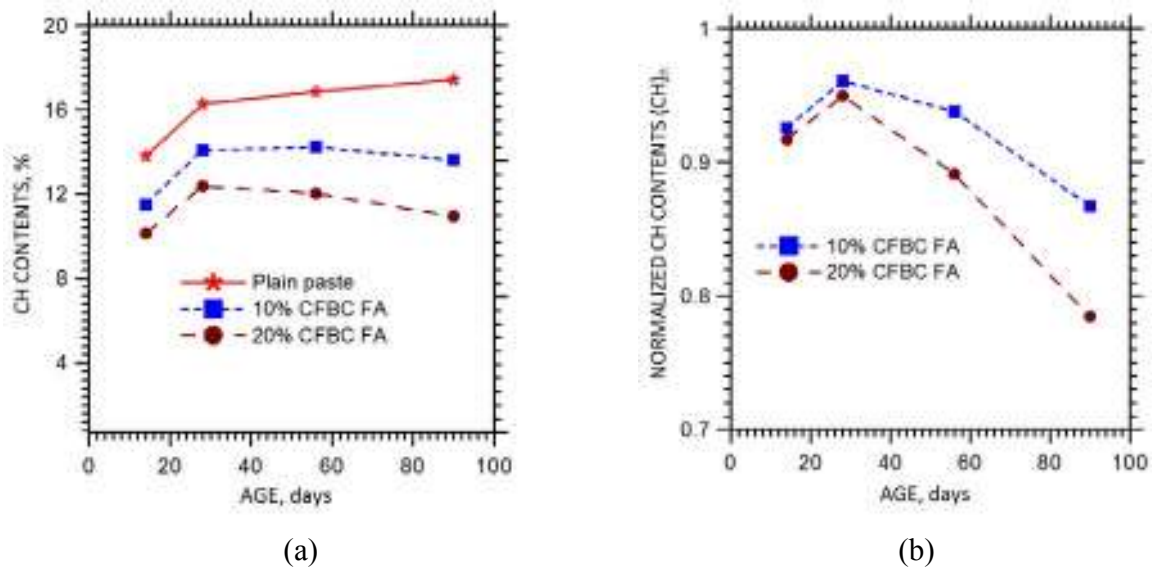 20
16
12
8
4
0
20
40
60
80
100
CH CONTENTS, %
AGE, days
Plain paste
10% CFBC FA
20% CFBC FA
(a)
1
0.9
0.8
0.7
0
20
40
60
80
100
NORMALIZED CH CONTENTS (CH)ₙ
AGE, days
10% CFBC FA
20% CFBC FA
(b)